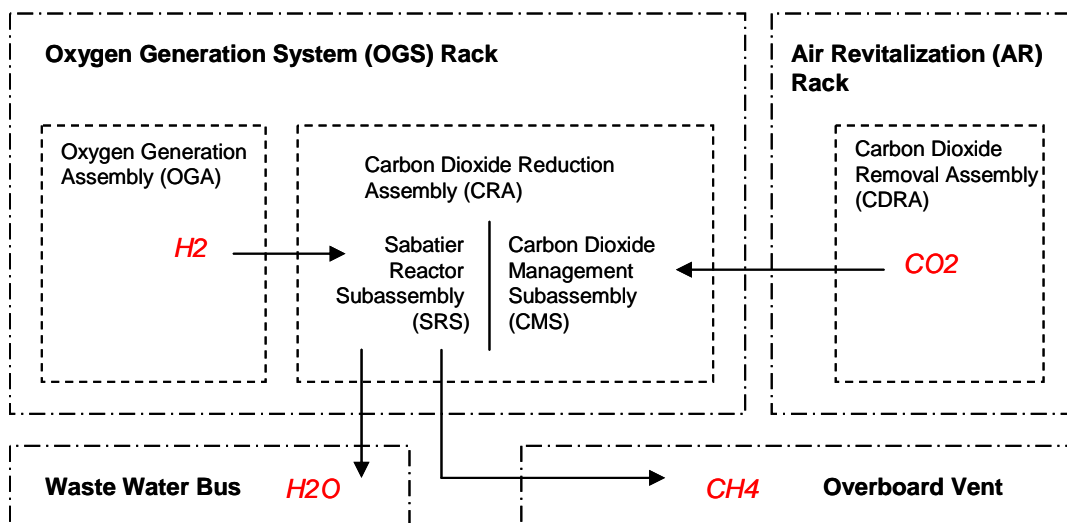 Oxygen Generation System (OGS) Rack
Air Revitalization (AR)
Rack
Oxygen Generation
Assembly (OGA)
H2
Carbon Dioxide Reduction
Assembly (CRA)
Sabatier
Reactor
Subassembly
(SRS)
Carbon Dioxide
Management
Subassembly
(CMS)
Carbon Dioxide
Removal Assembly
(CDRA)
CO2
Waste Water Bus
H2O
CH4
Overboard Vent